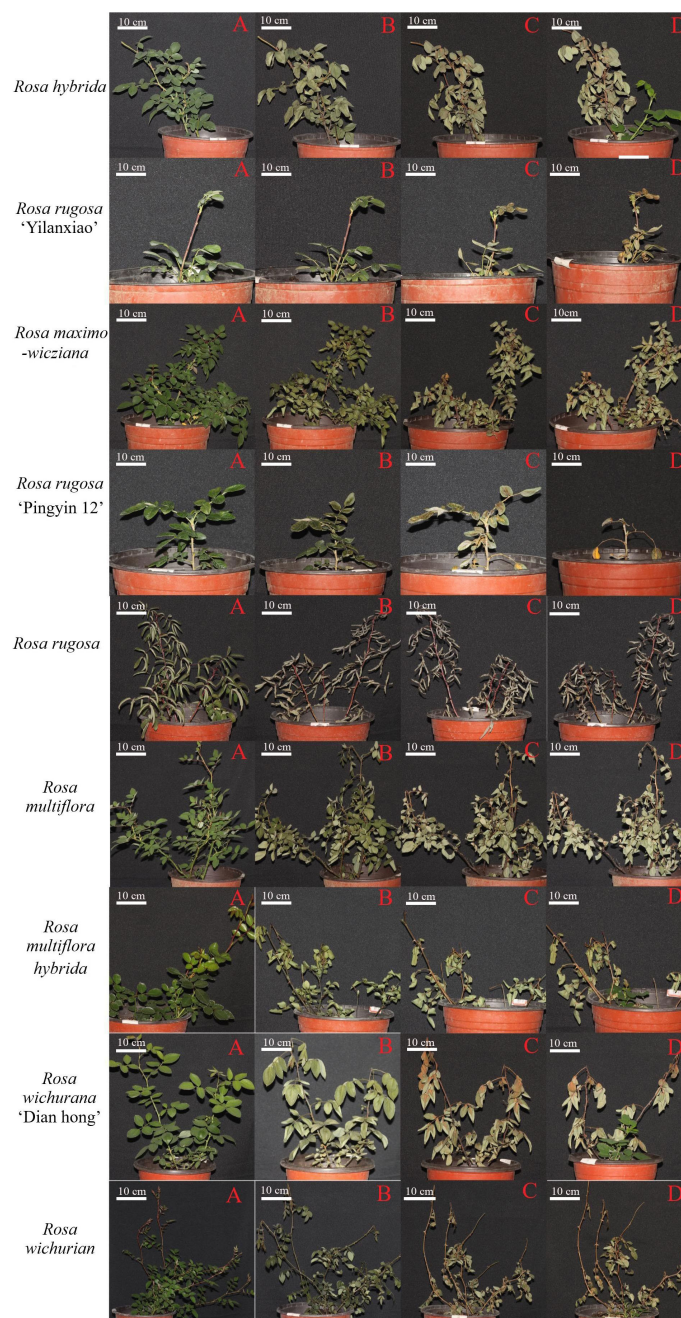 Rosa hybrida
10 cm A 10 cm B 10 cm C 10 cm D
Rosa rugosa
‘Yilanxiao’
10 cm A 10 cm B 10 cm C 10 cm D
Rosa maximo
-wicziana
10 cm A 10 cm B 10 cm C 10cm D
Rosa rugosa
‘Pingyin 12’
10 cm A 10 cm B 10 cm C 10 cm D
Rosa rugosa
10 cm A 10 cm B 10 cm C 10 cm D
Rosa
multiflora
10 cm A 10 cm B 10 cm C 10 cm D
Rosa
multiflora
hybrida
10 cm A 10 cm B 10 cm C 10 cm D
Rosa
wichurana
‘Dian hong’
10 cm A 10 cm B 10 cm C 10 cm D
Rosa
wichurian
10 cm A 10 cm B 10 cm C 10 cm D